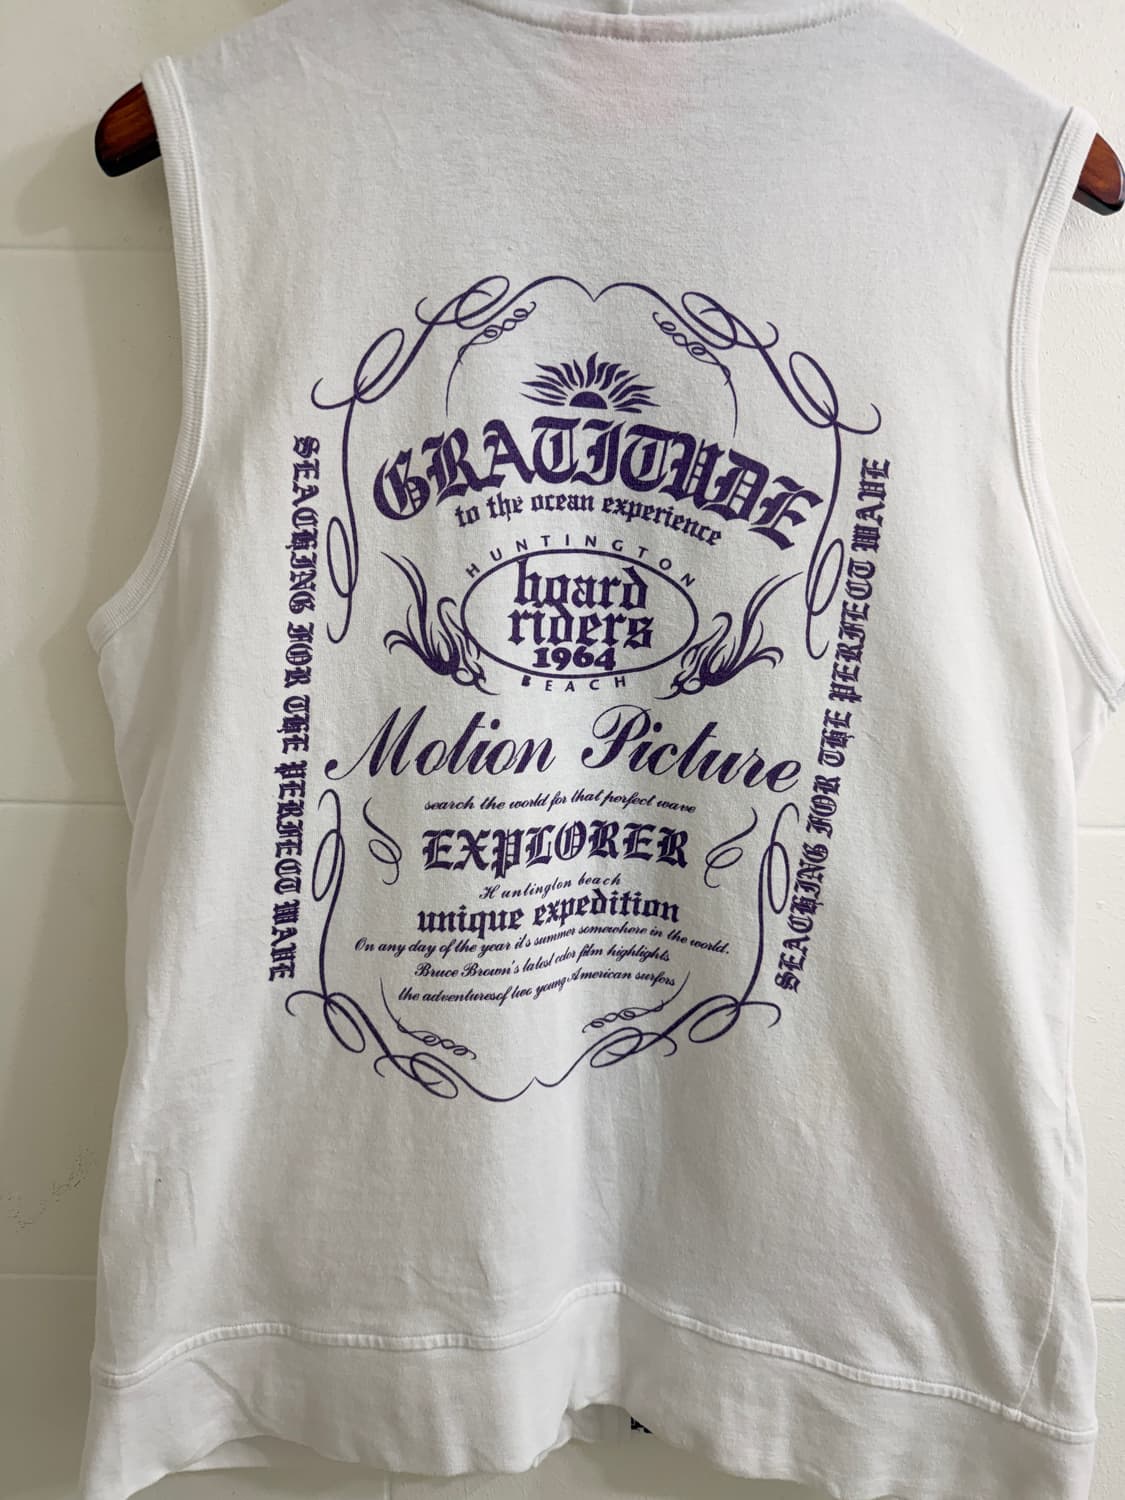 GRATITUDE
to the ocean experience
HUNTINGTON
board
riders
1964
BEACH
Motion Picture
search the world for that perfect wave
EXPLORER
Huntington beach
unique expedition
On any day of the year it's summer somewhere in the world.
Bruce Brown's latest color film highlights
the adventuresof two young American surfers
SEACHING FOR THE PERFECT WAVE
SEACHING FOR THE PERFECT WAVE